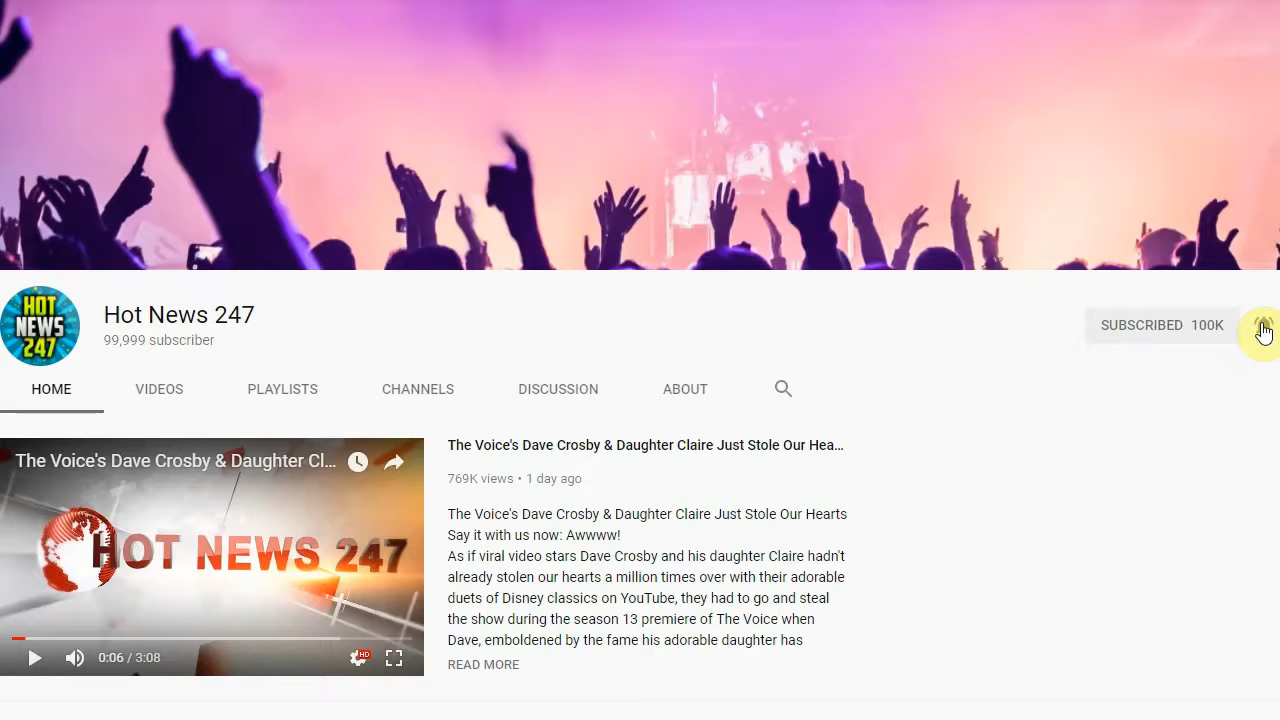 HOT
NEWS
247
Hot News 247
99,999 subscriber
SUBSCRIBED 100K
HOME VIDEOS PLAYLISTS CHANNELS DISCUSSION ABOUT
The Voice's Dave Crosby & Daughter Cl...
HOT NEWS 247
0:06 / 3:08
HD
The Voice's Dave Crosby & Daughter Claire Just Stole Our Hea...
769K views • 1 day ago
The Voice's Dave Crosby & Daughter Claire Just Stole Our Hearts
Say it with us now: Awwww!
As if viral video stars Dave Crosby and his daughter Claire hadn't
already stolen our hearts a million times over with their adorable
duets of Disney classics on YouTube, they had to go and steal
the show during the season 13 premiere of The Voice when
Dave, emboldened by the fame his adorable daughter has
READ MORE